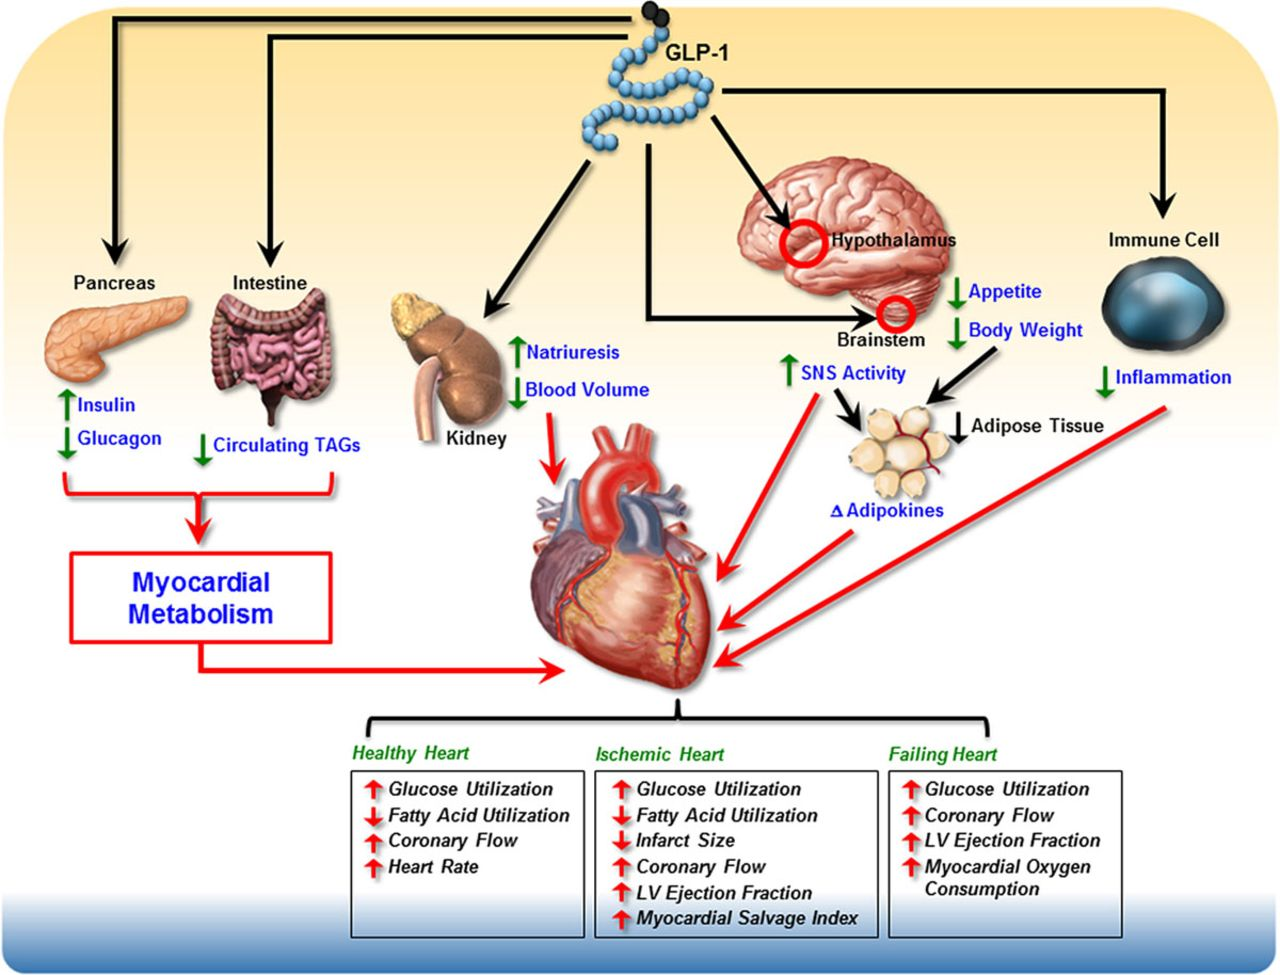 GLP-1
Hypothalamus
Immune Cell
Pancreas
Intestine
↓ Appetite
↓ Body Weight
Brainstem
↑ Natriuresis
↓ Blood Volume
↑ SNS Activity
↓ Inflammation
↑ Insulin
↓ Glucagon
↓ Circulating TAGs
Kidney
↓ Adipose Tissue
Δ Adipokines
Myocardial
Metabolism
Healthy Heart
↑ Glucose Utilization
↓ Fatty Acid Utilization
↑ Coronary Flow
↑ Heart Rate
Ischemic Heart
↑ Glucose Utilization
↓ Fatty Acid Utilization
↓ Infarct Size
↑ Coronary Flow
↑ LV Ejection Fraction
↑ Myocardial Salvage Index
Failing Heart
↑ Glucose Utilization
↑ Coronary Flow
↑ LV Ejection Fraction
↑ Myocardial Oxygen
Consumption